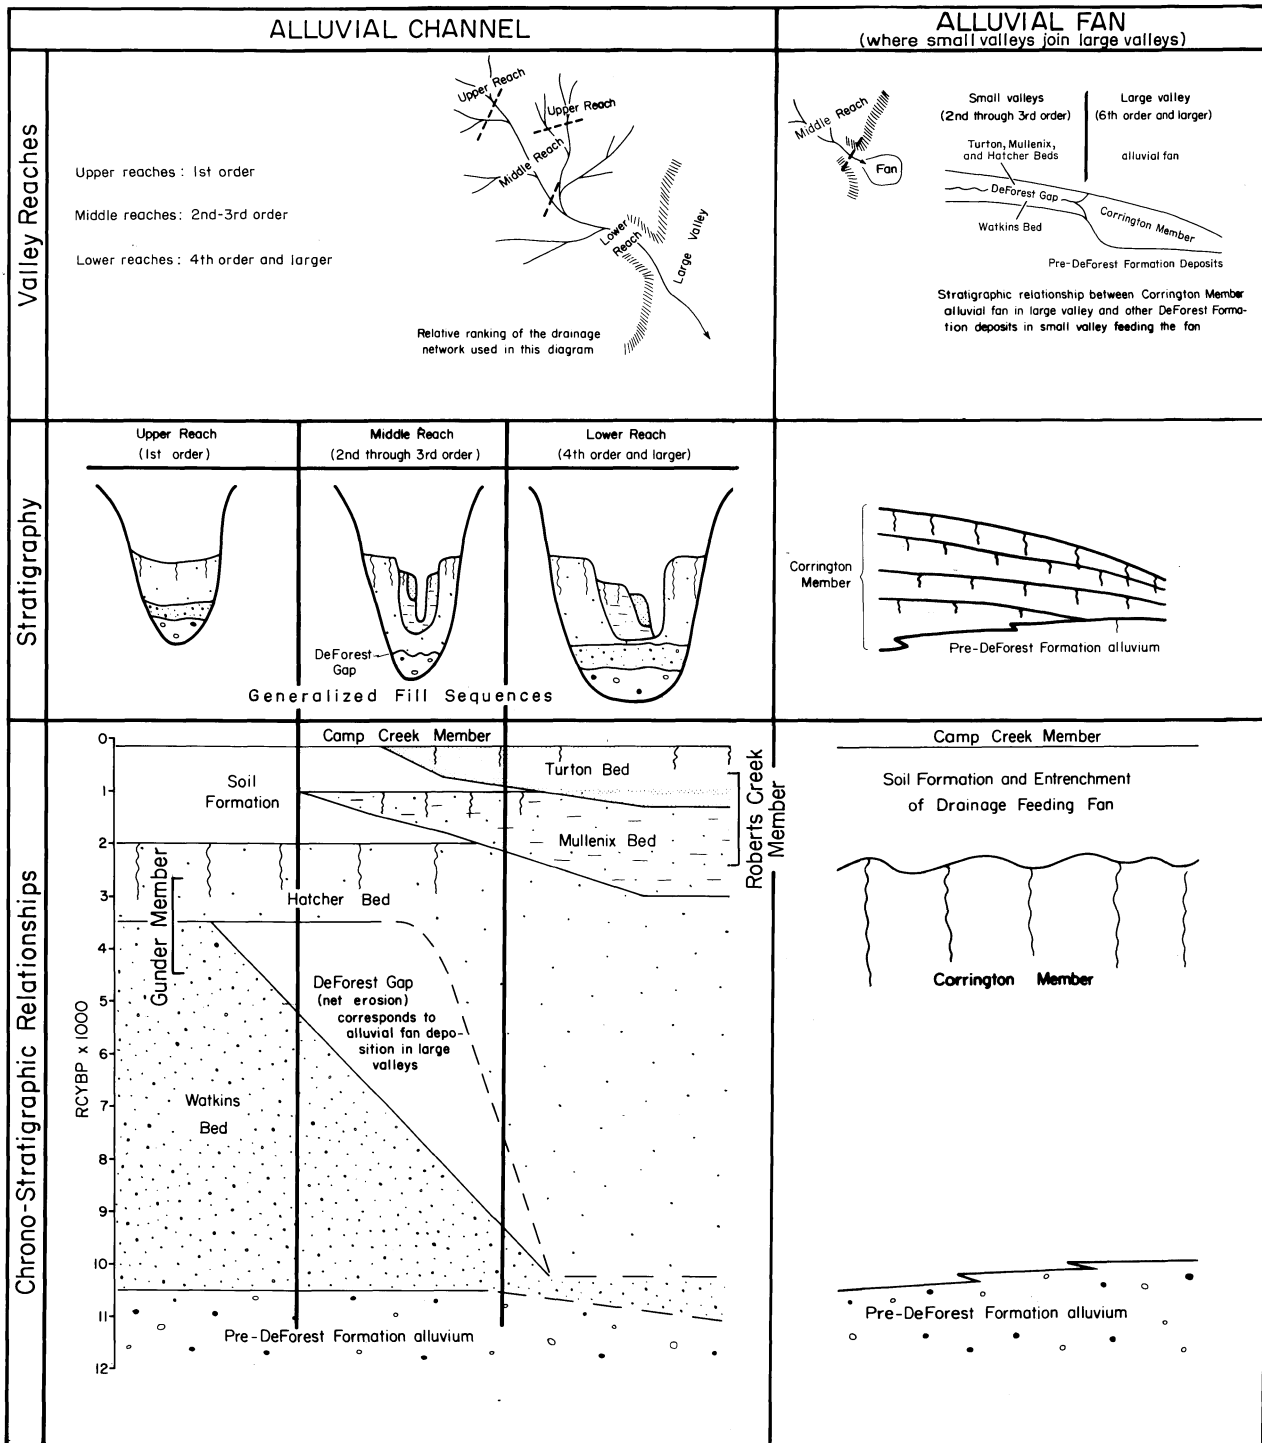 ALLUVIAL CHANNEL
ALLUVIAL FAN
(where small valleys join large valleys)
Valley Reaches
Upper reaches: 1st order
Middle reaches: 2nd-3rd order
Lower reaches: 4th order and larger
Upper Reach
Upper Reach
Middle Reach
Lower
Reach
Large Valley
Relative ranking of the drainage
network used in this diagram
Middle Reach
Fan
Small valleys
(2nd through 3rd order)
Large valley
(6th order and larger)
Turton, Mullenix,
and Hatcher Beds
alluvial fan
DeForest Gap
Corrington Member
Watkins Bed
Pre-DeForest Formation Deposits
Stratigraphic relationship between Corrington Member
alluvial fan in large valley and other DeForest Forma-
tion deposits in small valley feeding the fan
Stratigraphy
Upper Reach
(1st order)
Middle Reach
(2nd through 3rd order)
Lower Reach
(4th order and larger)
DeForest
Gap
Generalized Fill Sequences
Corrington
Member
Pre-DeForest Formation alluvium
Chrono-Stratigraphic Relationships
RCYBP x 1000
0
1
2
3
4
5
6
7
8
9
10
11
12
Camp Creek Member
Soil
Formation
Turton Bed
Mullenix Bed
Roberts Creek
Member
Gunder Member
Hatcher Bed
DeForest Gap
(net erosion)
corresponds to
alluvial fan depo-
sition in large
valleys
Watkins
Bed
Pre-DeForest Formation alluvium
Camp Creek Member
Soil Formation and Entrenchment
of Drainage Feeding Fan
Corrington Member
Pre-DeForest Formation alluvium